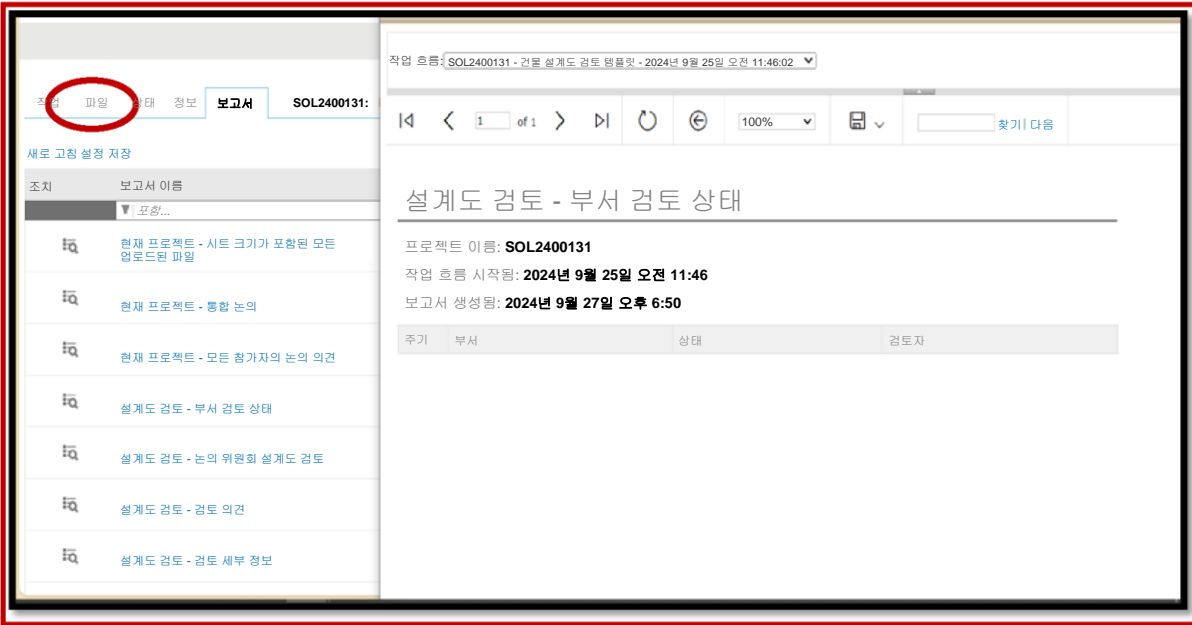 작업 흐름: SOL2400131 - 건물 설계도 검토 템플릿 - 2024년 9월 25일 오전 11:46:02
작업 파일 상태 정보 보고서 SOL2400131:
1 of 1 100% 찾기 | 다음
새로 고침 설정 저장
조치 보고서 이름
포함...
현재 프로젝트 - 시트 크기가 포함된 모든
업로드된 파일
현재 프로젝트 - 통합 논의
현재 프로젝트 - 모든 참가자의 논의 의견
설계도 검토 - 부서 검토 상태
설계도 검토 - 논의 위원회 설계도 검토
설계도 검토 - 검토 의견
설계도 검토 - 검토 세부 정보
설계도 검토 - 부서 검토 상태
프로젝트 이름: SOL2400131
작업 흐름 시작됨: 2024년 9월 25일 오전 11:46
보고서 생성됨: 2024년 9월 27일 오후 6:50
주기 부서 상태 검토자